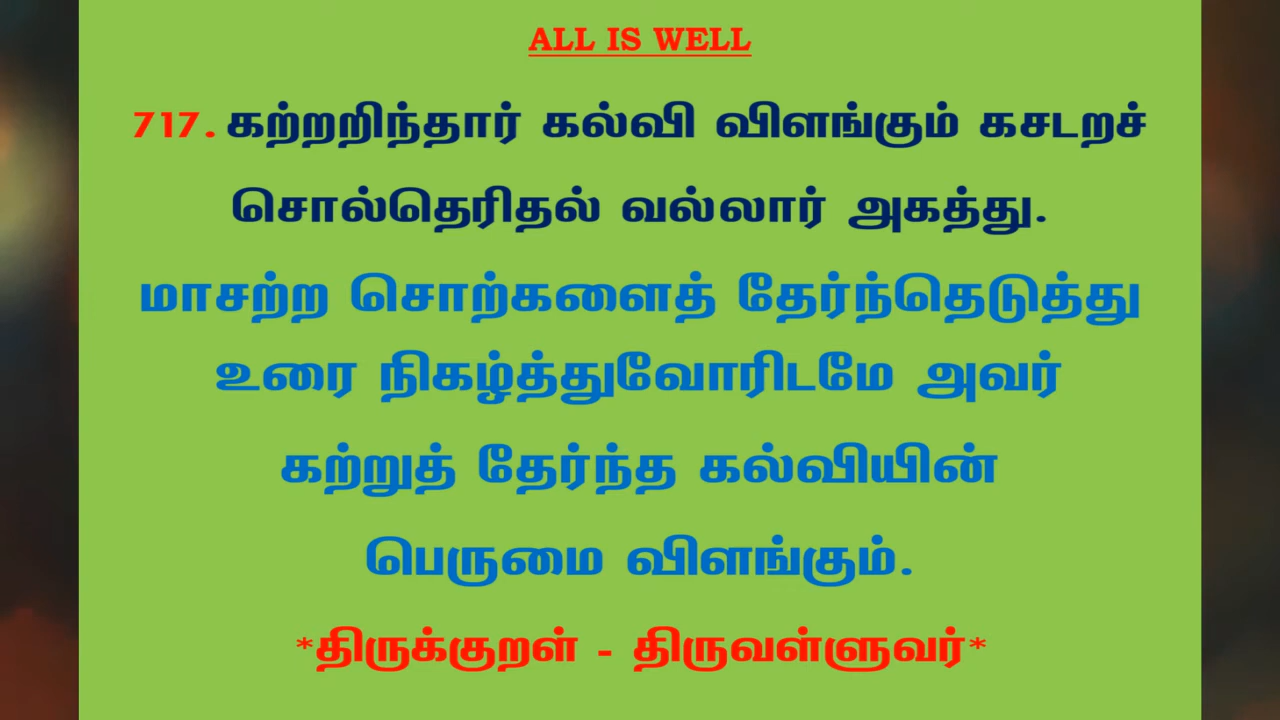 ALL IS WELL
717. கற்றறிந்தார் கல்வி விளங்கும் கசடறச்
சொல்தெரிதல் வல்லார் அகத்து.
மாசற்ற சொற்களைத் தேர்ந்தெடுத்து
உரை நிகழ்த்துவோரிடமே அவர்
கற்றுத் தேர்ந்த கல்வியின்
பெருமை விளங்கும்.
*திருக்குறள் - திருவள்ளுவர்*